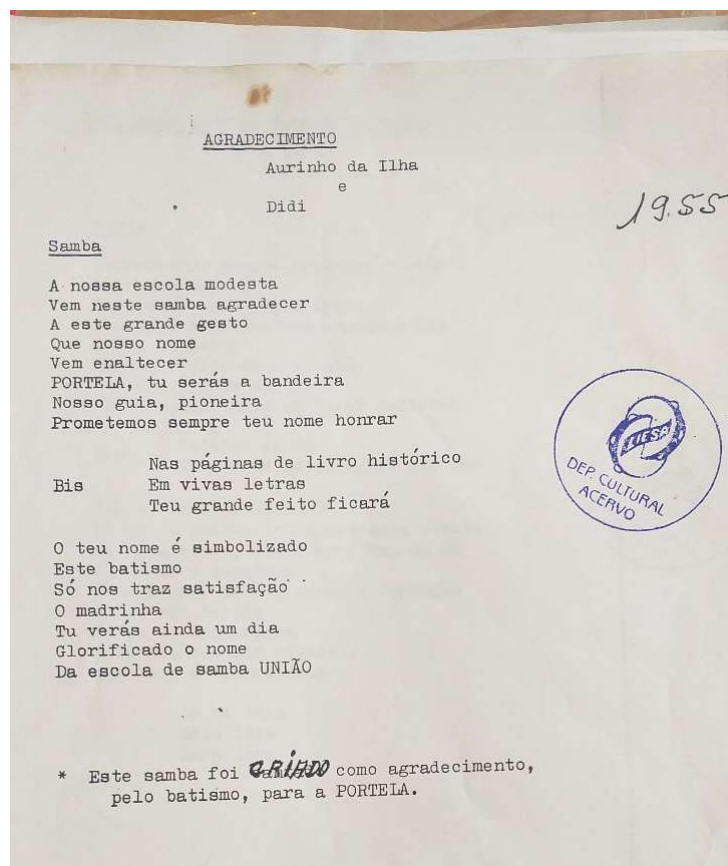 AGRADECIMENTO
Aurinho da Ilha
e
Didi
19.55
Samba
A nossa escola modesta
Vem neste samba agradecer
A este grande gesto
Que nosso nome
Vem enaltecer
PORTELA, tu serás a bandeira
Nosso guia, pioneira
Prometemos sempre teu nome honrar
Nas páginas de livro histórico
Bis Em vivas letras
Teu grande feito ficará
LIESA
DEP. CULTURAL
ACERVO
O teu nome é simbolizado
Este batismo
Só nos traz satisfação
O madrinha
Tu verás ainda um dia
Glorificado o nome
Da escola de samba UNIÃO
* Este samba foi CRIADO como agradecimento,
pelo batismo, para a PORTELA.